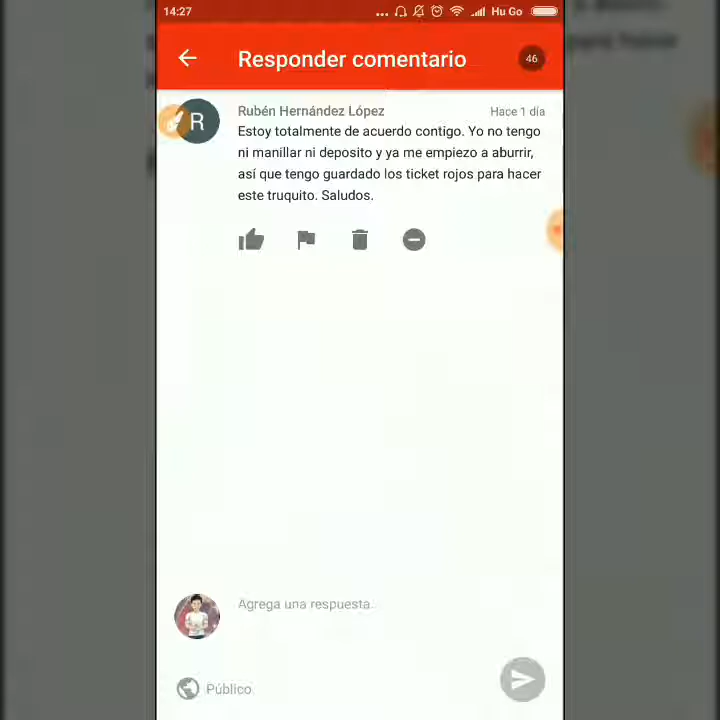 14:27
... Hu Go
Responder comentario
46
Rubén Hernández López
Hace 1 día
R
Estoy totalmente de acuerdo contigo. Yo no tengo
ni manillar ni deposito y ya me empiezo a aburrir,
así que tengo guardado los ticket rojos para hacer
este truquito. Saludos.
Agrega una respuesta..
Público